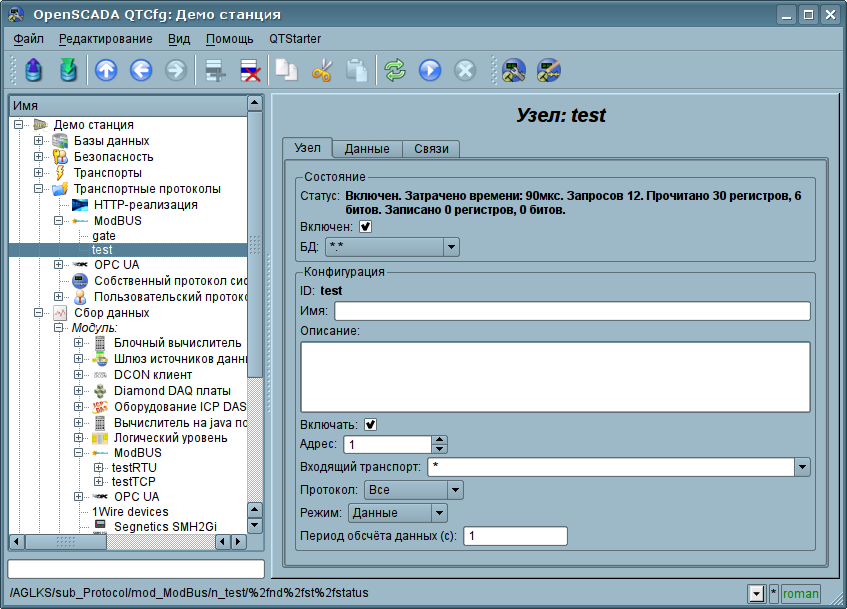 OpenSCADA QTCfg: Демо станция
Файл Редактирование Вид Помощь QTStarter
Имя
Демо станция
Базы данных
Безопасность
Транспорты
Транспортные протоколы
HTTP-реализация
ModBUS
gate
test
OPC UA
Собственный протокол сис
Пользовательский проток
Сбор данных
Модуль:
Блочный вычислитель
Шлюз источников данн
DCON клиент
Diamond DAQ платы
Оборудование ICP DAS
Вычислитель на java по
Логический уровень
ModBUS
testRTU
testTCP
OPC UA
1Wire devices
Segnetics SMH2Gi
Узел: test
Узел Данные Связи
Состояние
Статус: Включен. Затрачено времени: 90мкс. Запросов 12. Прочитано 30 регистров, 6
битов. Записано 0 регистров, 0 битов.
Включен:
БД: *.*
Конфигурация
ID: test
Имя:
Описание:
Включать:
Адрес: 1
Входящий транспорт: *
Протокол: Все
Режим: Данные
Период обсчёта данных (с): 1
/AGLKS/sub_Protocol/mod_ModBus/n_test/%2fnd%2fst%2fstatus
* roman